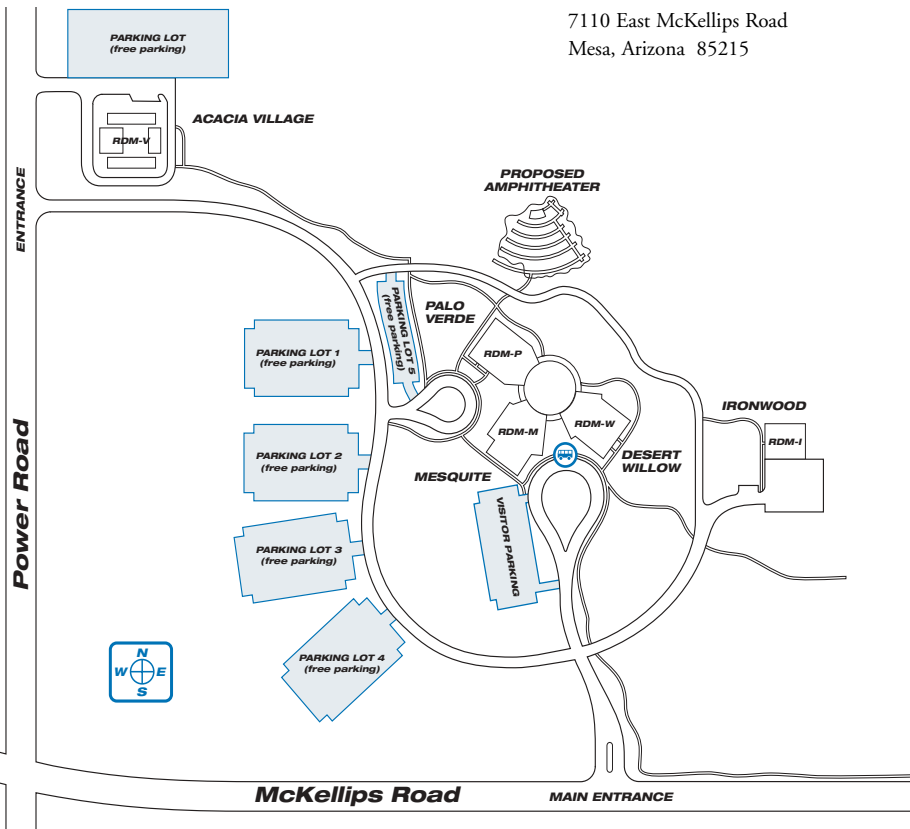 7110 East McKellips Road
Mesa, Arizona 85215
PARKING LOT
(free parking)
ACACIA VILLAGE
RDM-V
ENTRANCE
PROPOSED
AMPHITHEATER
PARKING LOT 5
(free parking)
PALO
VERDE
PARKING LOT 1
(free parking)
RDM-P
IRONWOOD
RDM-M
RDM-W
RDM-I
PARKING LOT 2
(free parking)
MESQUITE
DESERT
WILLOW
Power Road
VISITOR PARKING
PARKING LOT 3
(free parking)
PARKING LOT 4
(free parking)
N
W E
S
McKellips Road
MAIN ENTRANCE